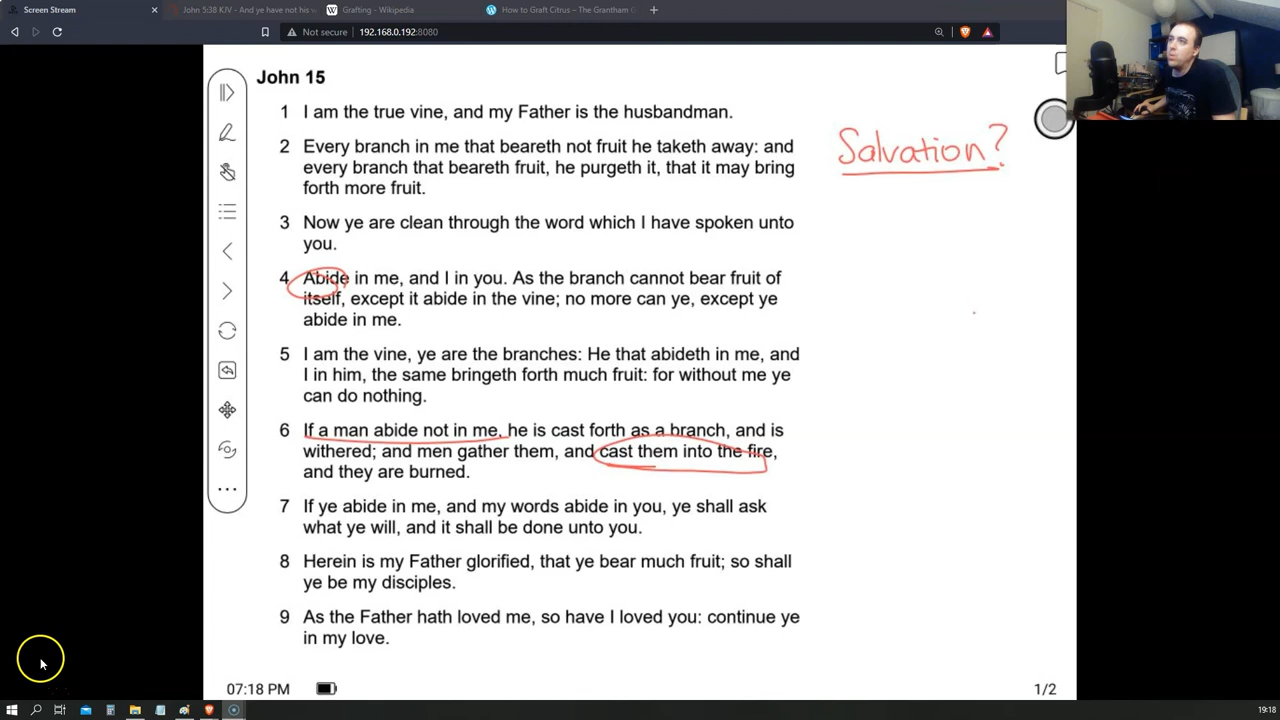 Screen Stream
John 5:38 KJV - And ye have not his w
Grafting - Wikipedia
How to Graft Citrus – The Grantham C
Not secure
192.168.0.192:8080
John 15
1 I am the true vine, and my Father is the husbandman.
2 Every branch in me that beareth not fruit he taketh away: and
every branch that beareth fruit, he purgeth it, that it may bring
forth more fruit.
3 Now ye are clean through the word which I have spoken unto
you.
4 Abide in me, and I in you. As the branch cannot bear fruit of
itself, except it abide in the vine; no more can ye, except ye
abide in me.
5 I am the vine, ye are the branches: He that abideth in me, and
I in him, the same bringeth forth much fruit: for without me ye
can do nothing.
6 If a man abide not in me, he is cast forth as a branch, and is
withered; and men gather them, and cast them into the fire,
and they are burned.
7 If ye abide in me, and my words abide in you, ye shall ask
what ye will, and it shall be done unto you.
8 Herein is my Father glorified, that ye bear much fruit; so shall
ye be my disciples.
9 As the Father hath loved me, so have I loved you: continue ye
in my love.
Salvation?
07:18 PM
1/2
19:18